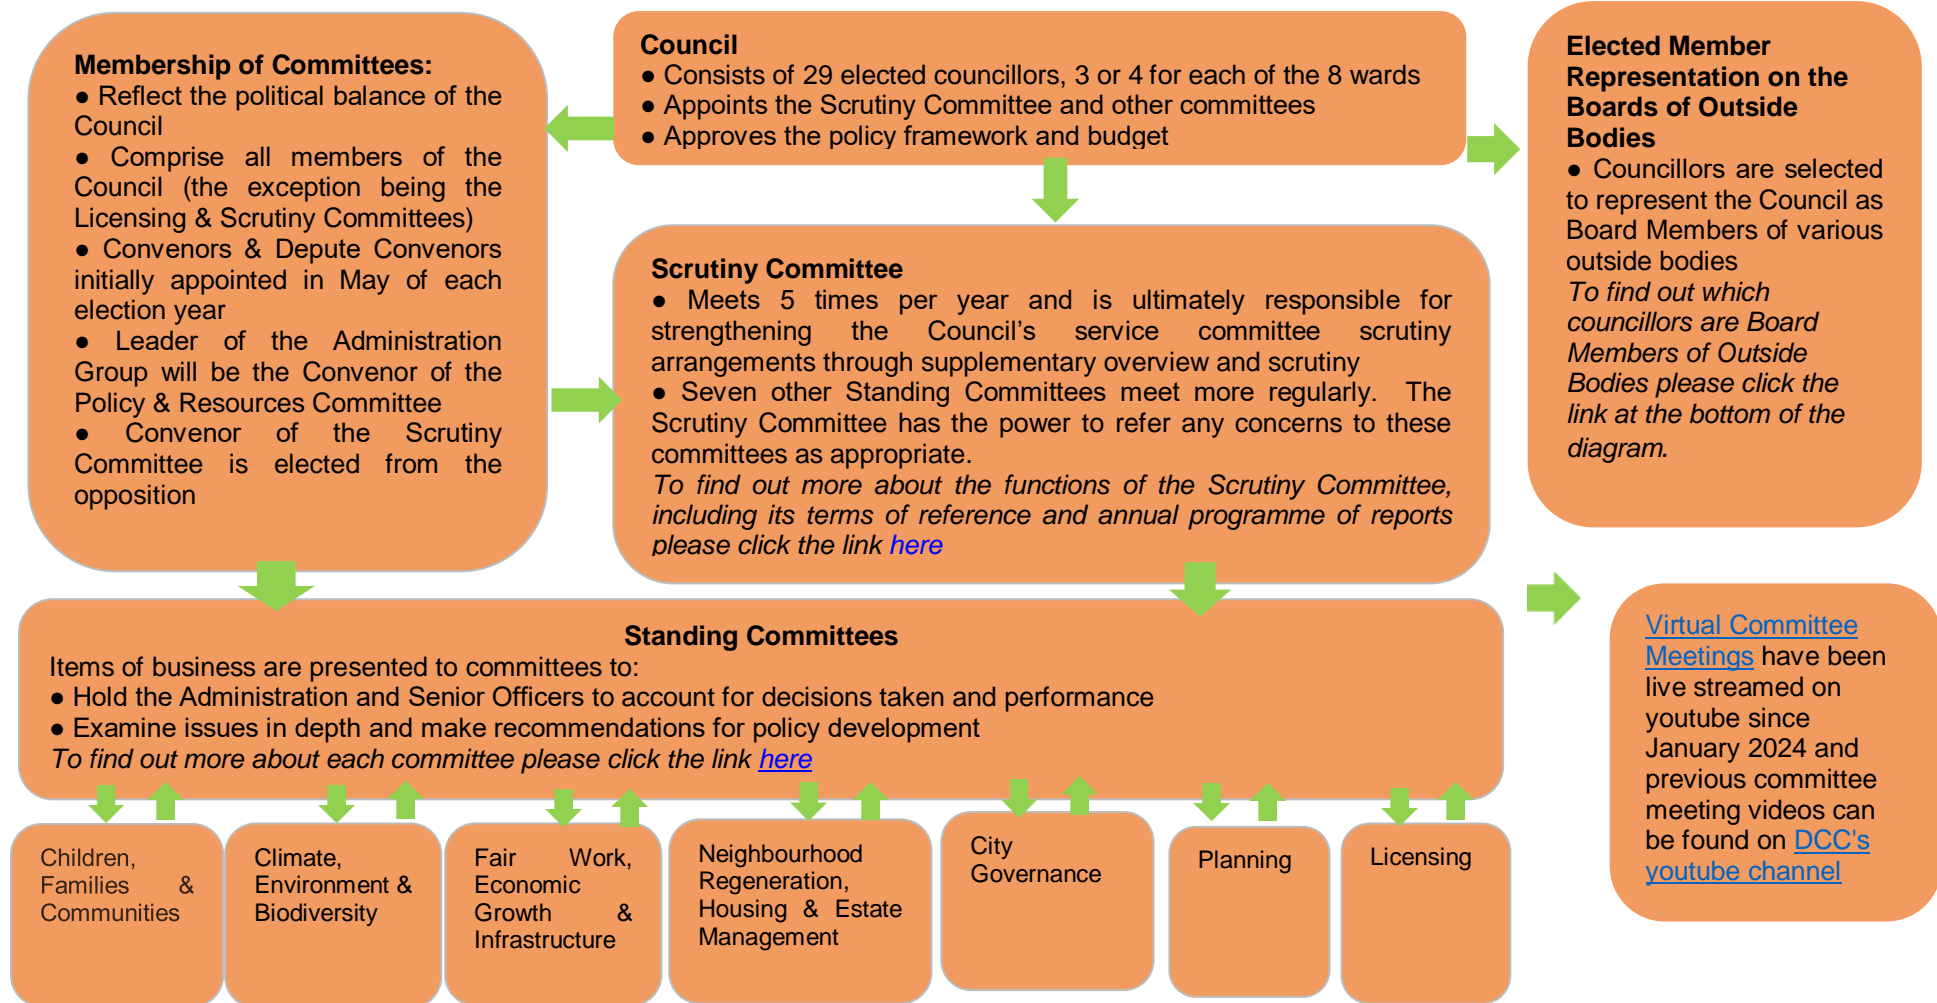 Membership of Committees:
● Reflect the political balance of the
Council
● Comprise all members of the
Council (the exception being the
Licensing & Scrutiny Committees)
● Convenors & Depute Convenors
initially appointed in May of each
election year
● Leader of the Administration
Group will be the Convenor of the
Policy & Resources Committee
● Convenor of the Scrutiny
Committee is elected from the
opposition
Council
● Consists of 29 elected councillors, 3 or 4 for each of the 8 wards
● Appoints the Scrutiny Committee and other committees
● Approves the policy framework and budget
Elected Member
Representation on the
Boards of Outside
Bodies
● Councillors are selected
to represent the Council as
Board Members of various
outside bodies
To find out which
councillors are Board
Members of Outside
Bodies please click the
link at the bottom of the
diagram.
Scrutiny Committee
● Meets 5 times per year and is ultimately responsible for
strengthening the Council’s service committee scrutiny
arrangements through supplementary overview and scrutiny
● Seven other Standing Committees meet more regularly. The
Scrutiny Committee has the power to refer any concerns to these
committees as appropriate.
To find out more about the functions of the Scrutiny Committee,
including its terms of reference and annual programme of reports
please click the link here
Standing Committees
Items of business are presented to committees to:
● Hold the Administration and Senior Officers to account for decisions taken and performance
● Examine issues in depth and make recommendations for policy development
To find out more about each committee please click the link here
Virtual Committee
Meetings have been
live streamed on
youtube since
January 2024 and
previous committee
meeting videos can
be found on DCC's
youtube channel
Children,
Families &
Communities
Climate,
Environment &
Biodiversity
Fair Work,
Economic
Growth &
Infrastructure
Neighbourhood
Regeneration,
Housing & Estate
Management
City
Governance
Planning
Licensing